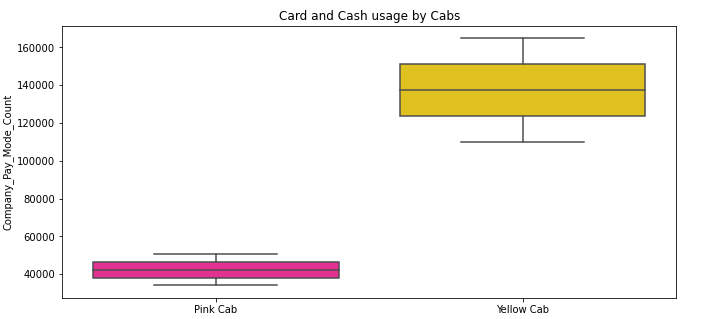 Card and Cash usage by Cabs
Company_Pay_Mode_Count
160000
140000
120000
100000
80000
60000
40000
Pink Cab
Yellow Cab